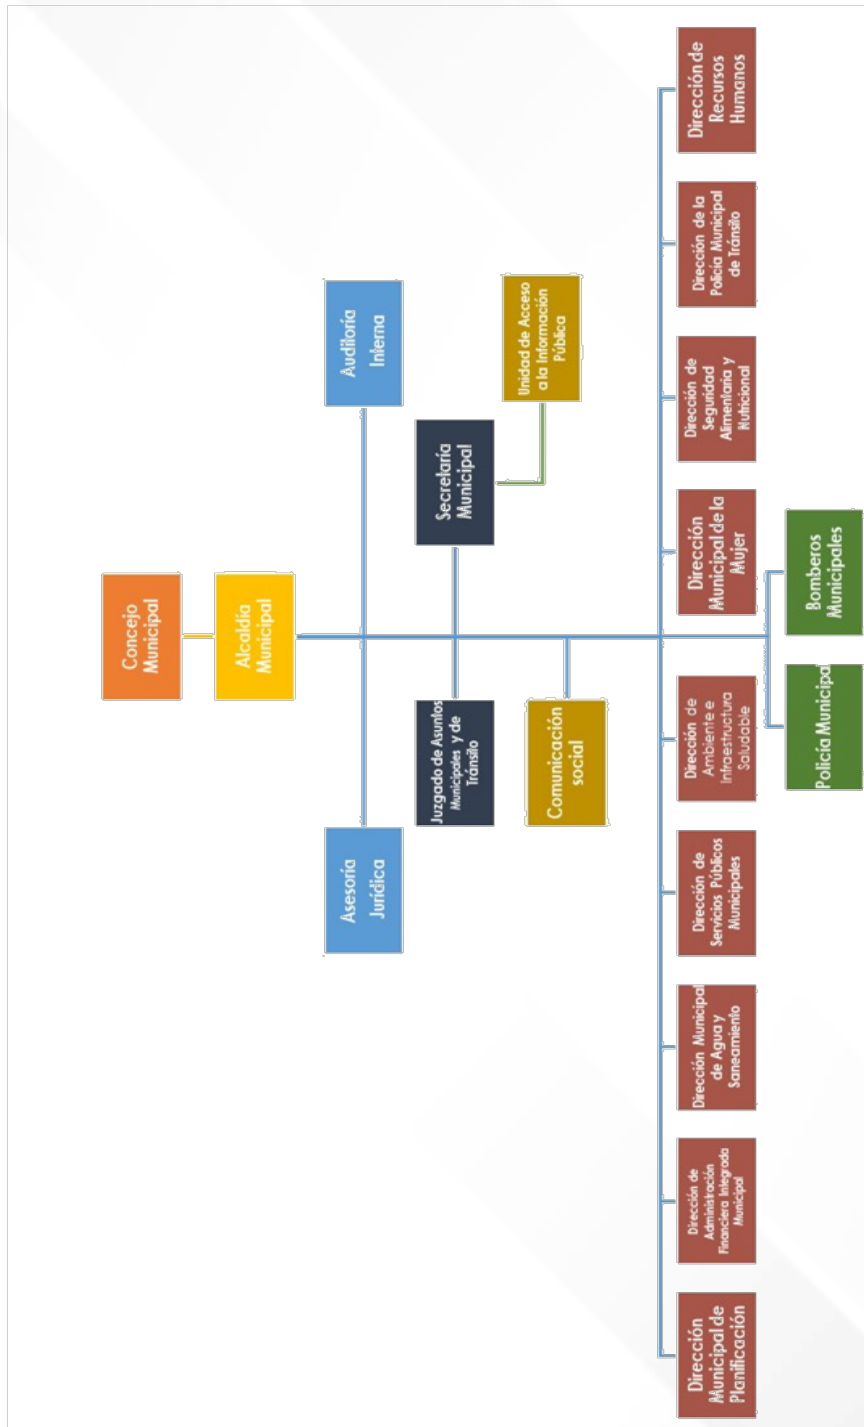 Concejo
Municipal
Alcaldía
Municipal
Asesoría
Jurídica
Auditoría
Interna
Juzgado de Asuntos
Municipales y de
Tránsito
Secretaría
Municipal
Comunicación
social
Unidad de Acceso
a la Información
Pública
Dirección
Municipal de
Planificación
Dirección de
Administración
Financiera Integrada
Municipal
Dirección Municipal
de Agua y
Saneamiento
Dirección de
Servicios Públicos
Municipales
Dirección de
Ambiente e
Infraestructura
Saludable
Dirección
Municipal de la
Mujer
Dirección de
Seguridad
Alimentaria y
Nutricional
Dirección de la
Policía Municipal
de Tránsito
Dirección de
Recursos
Humanos
Policía Municipal
Bomberos
Municipales